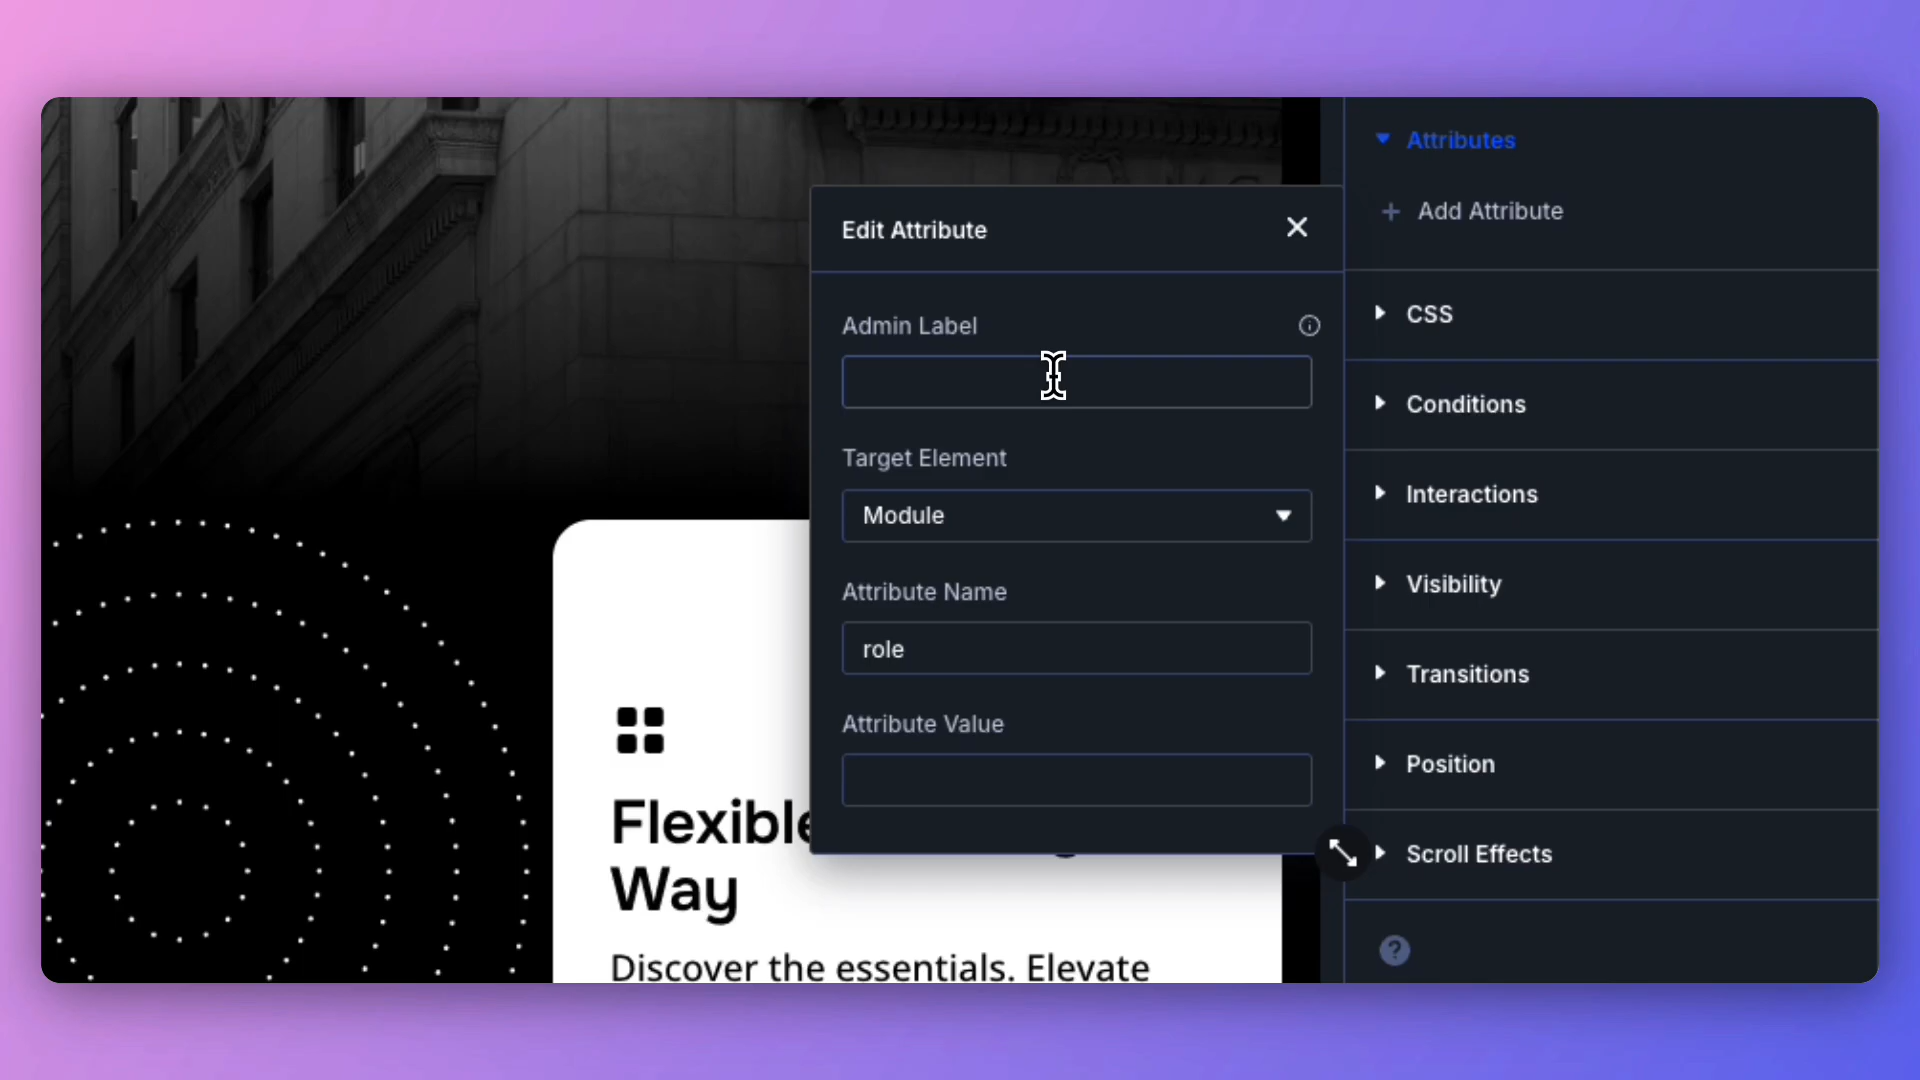 Edit Attribute
Admin Label
Target Element
Module
Attribute Name
role
Attribute Value
Attributes
+ Add Attribute
CSS
Conditions
Interactions
Visibility
Transitions
Position
Scroll Effects
?
Way
Discover the essentials. Elevate